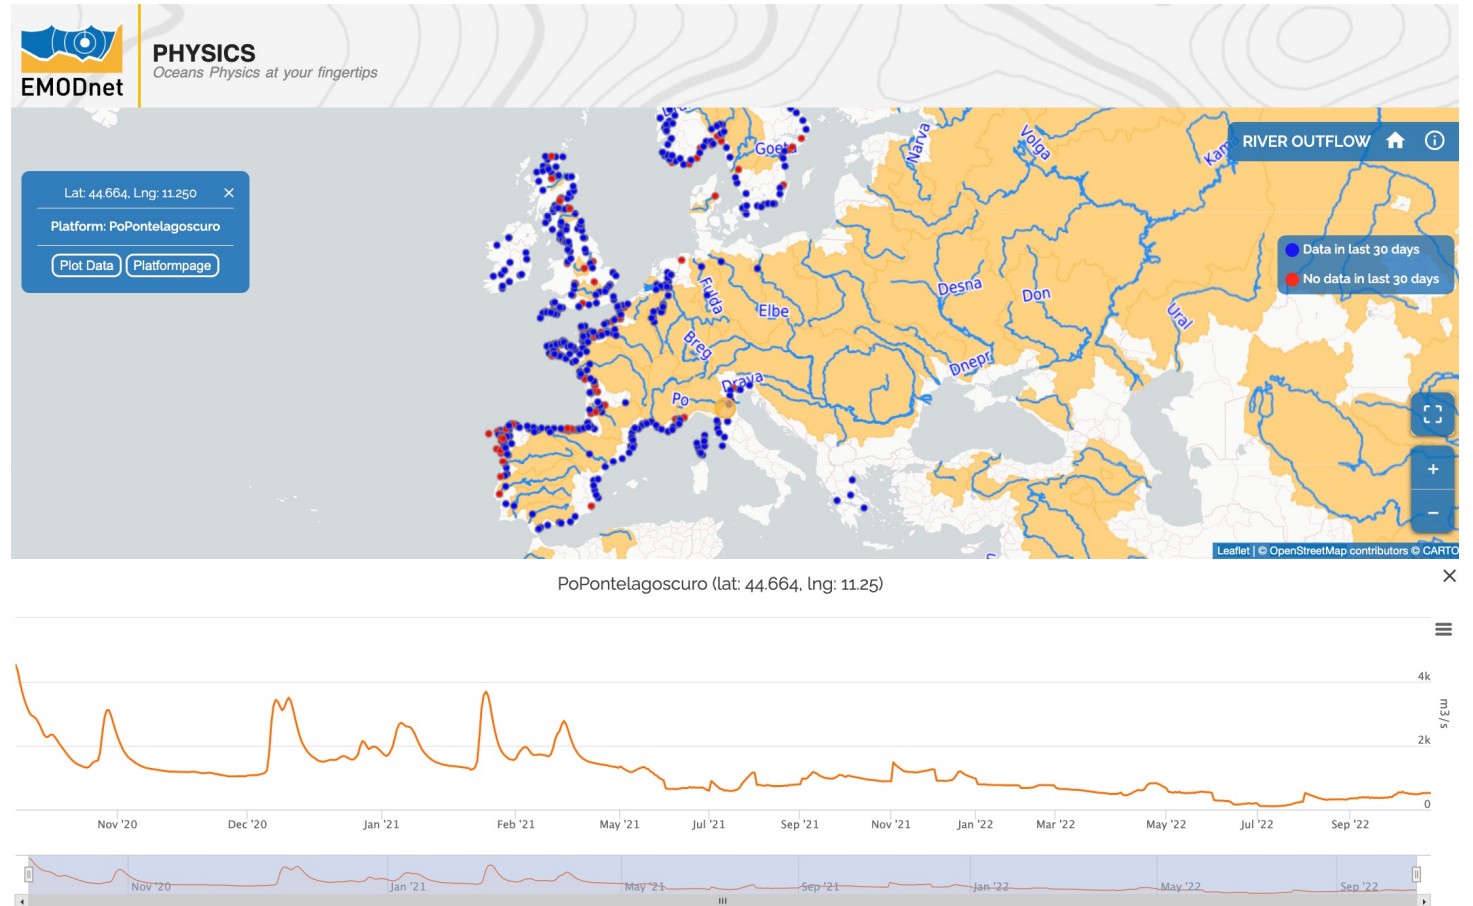 EMODnet
PHYSICS
Oceans Physics at your fingertips
RIVER OUTFLOW
Lat: 44.664, Lng: 11.250 ×
Platform: PoPontelagoscuro
Plot Data Platformpage
Data in last 30 days
No data in last 30 days
Narva
Volga
Kama
Goeta
Fulda
Elbe
Desna
Don
Ural
Breg
Dnepr
Drava
Po
+
−
Leaflet | © OpenStreetMap contributors © CARTO
PoPontelagoscuro (lat: 44.664, lng: 11.25)
4k
m3/s
2k
0
Nov '20 Dec '20 Jan '21 Feb '21 May '21 Jul '21 Sep '21 Nov '21 Jan '22 Mar '22 May '22 Jul '22 Sep '22
Nov '20 Jan '21 May '21 Sep '21 Jan '22 May '22 Sep '22